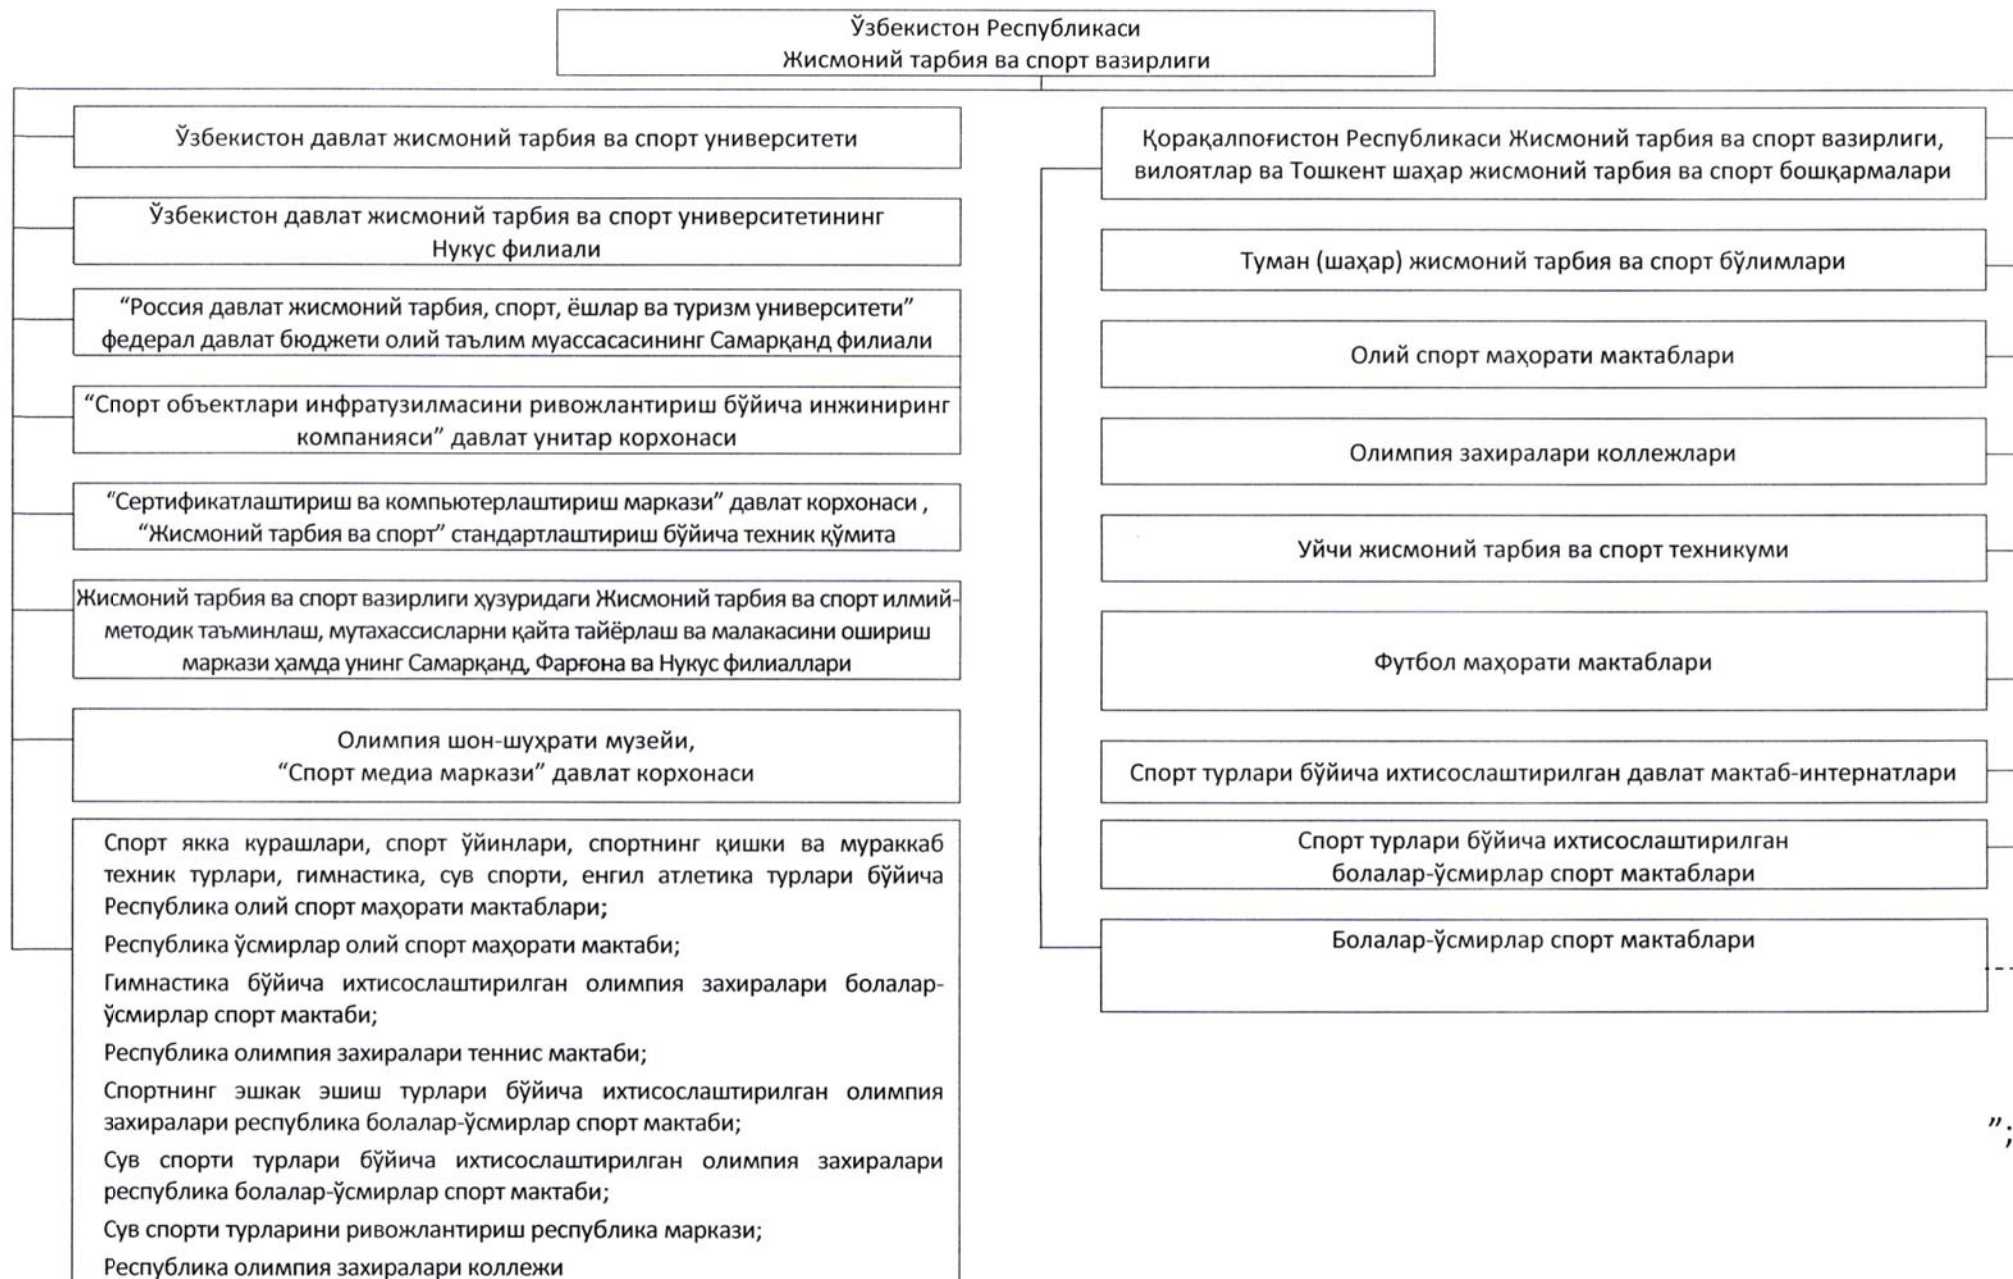 Ўзбекистон Республикаси
Жисмоний тарбия ва спорт вазирлиги
Ўзбекистон давлат жисмоний тарбия ва спорт университети
Ўзбекистон давлат жисмоний тарбия ва спорт университетининг
Нукус филиали
“Россия давлат жисмоний тарбия, спорт, ёшлар ва туризм университети”
федерал давлат бюджети олий таълим муассасасининг Самарқанд филиали
“Спорт объектлари инфратузилмасини ривожлантириш бўйича инжиниринг
компанияси” давлат унитар корхонаси
“Сертификатлаштириш ва компьютерлаштириш маркази” давлат корхонаси ,
“Жисмоний тарбия ва спорт” стандартлаштириш бўйича техник қўмита
Жисмоний тарбия ва спорт вазирлиги ҳузуридаги Жисмоний тарбия ва спорт илмий-
методик таъминлаш, мутахассисларни қайта тайёрлаш ва малакасини ошириш
маркази ҳамда унинг Самарқанд, Фарғона ва Нукус филиаллари
Олимпия шон-шуҳрати музейи,
“Спорт медиа маркази” давлат корхонаси
Спорт якка курашлари, спорт ўйинлари, спортнинг қишки ва мураккаб
техник турлари, гимнастика, сув спорти, енгил атлетика турлари бўйича
Республика олий спорт маҳорати мактаблари;
Республика ўсмирлар олий спорт маҳорати мактаби;
Гимнастика бўйича ихтисослаштирилган олимпия захиралари болалар-
ўсмирлар спорт мактаби;
Республика олимпия захиралари теннис мактаби;
Спортнинг эшкак эшиш турлари бўйича ихтисослаштирилган олимпия
захиралари республика болалар-ўсмирлар спорт мактаби;
Сув спорти турлари бўйича ихтисослаштирилган олимпия захиралари
республика болалар-ўсмирлар спорт мактаби;
Сув спорти турларини ривожлантириш республика маркази;
Республика олимпия захиралари коллежи
Қорақалпоғистон Республикаси Жисмоний тарбия ва спорт вазирлиги,
вилоятлар ва Тошкент шаҳар жисмоний тарбия ва спорт бошқармалари
Туман (шаҳар) жисмоний тарбия ва спорт бўлимлари
Олий спорт маҳорати мактаблари
Олимпия захиралари коллежлари
Уйчи жисмоний тарбия ва спорт техникуми
Футбол маҳорати мактаблари
Спорт турлари бўйича ихтисослаштирилган давлат мактаб-интернатлари
Спорт турлари бўйича ихтисослаштирилган
болалар-ўсмирлар спорт мактаблари
Болалар-ўсмирлар спорт мактаблари
”;